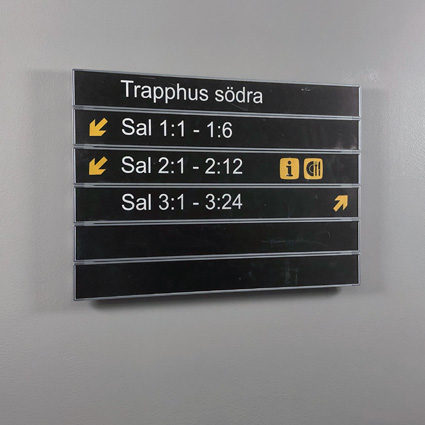 Trapphus södra
Sal 1:1 - 1:6
Sal 2:1 - 2:12 i
Sal 3:1 - 3:24